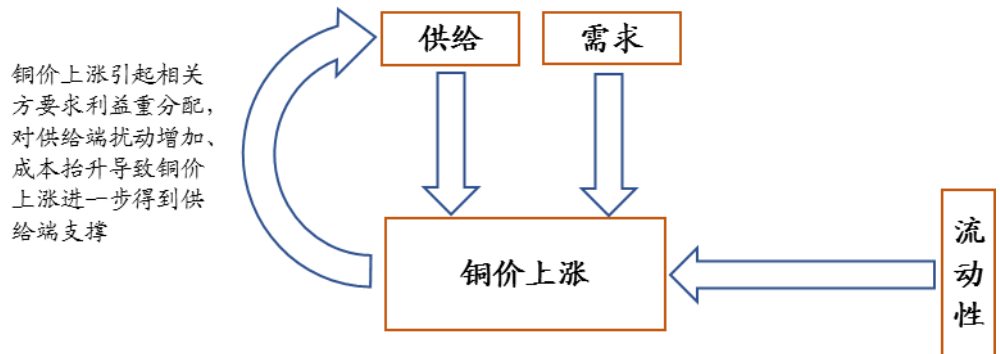 供给
需求
铜价上涨引起相关
方要求利益重分配，
对供给端扰动增加、
成本抬升导致铜价
上涨进一步得到供
给端支撑
铜价上涨
流
动
性